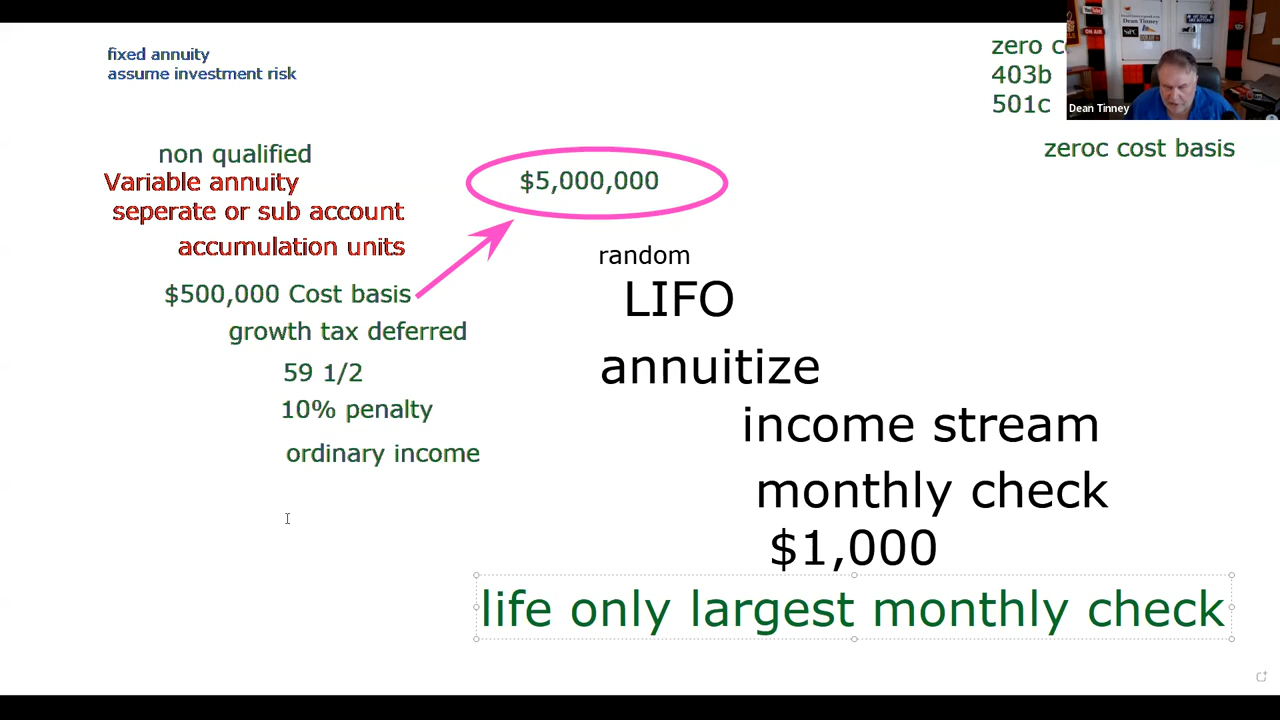 fixed annuity
assume investment risk
zero c
403b
501c
Dean Tinney
zeroc cost basis
non qualified
Variable annuity
seperate or sub account
accumulation units
$5,000,000
random
$500,000 Cost basis
LIFO
growth tax deferred
59 1/2
annuitize
10% penalty
income stream
ordinary income
monthly check
$1,000
life only largest monthly check